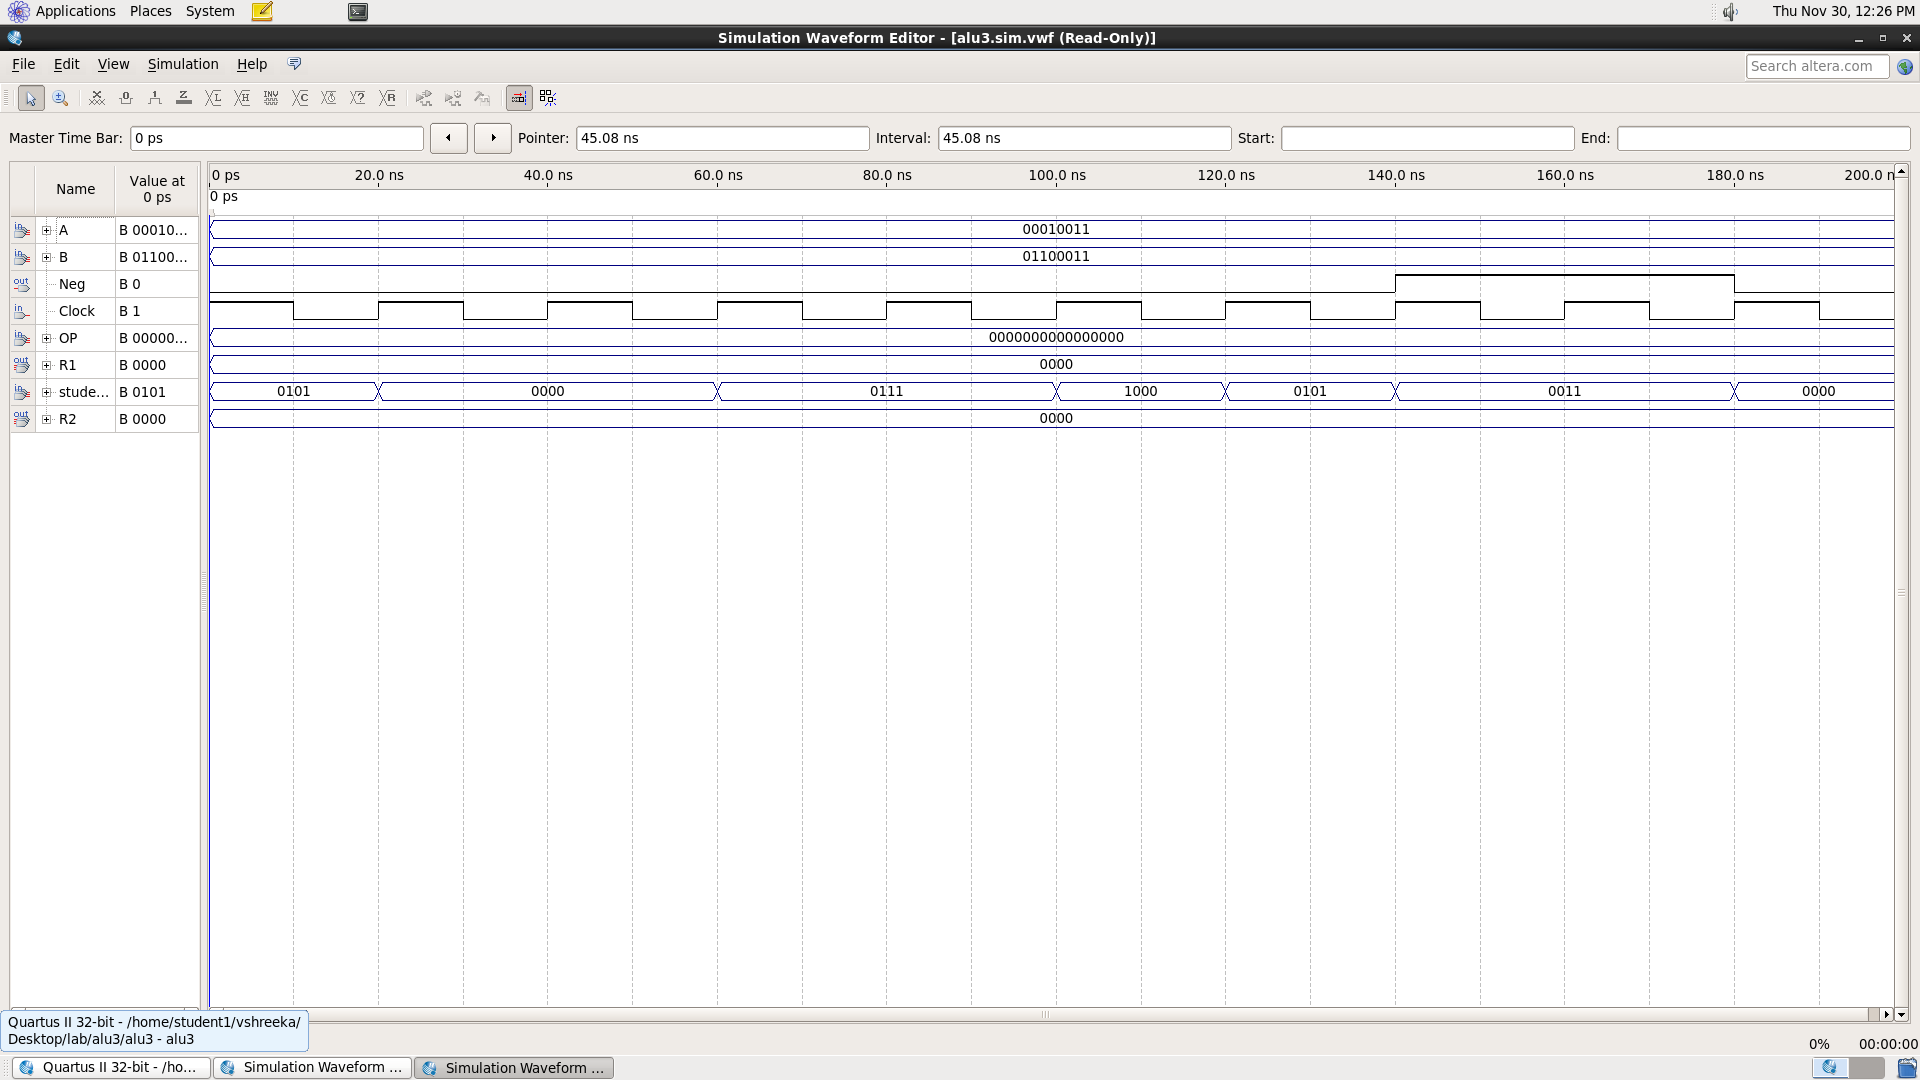 Applications Places System Thu Nov 30, 12:26 PM
Simulation Waveform Editor - [alu3.sim.vwf (Read-Only)]
File Edit View Simulation Help Search altera.com
Master Time Bar: 0 ps Pointer: 45.08 ns Interval: 45.08 ns Start: End:
Name Value at 0 ps
0 ps 20.0 ns 40.0 ns 60.0 ns 80.0 ns 100.0 ns 120.0 ns 140.0 ns 160.0 ns 180.0 ns 200.0 n
0 ps
A B 00010... 00010011
B B 01100... 01100011
Neg B 0
Clock B 1
OP B 00000... 0000000000000000
R1 B 0000 0000
stude... B 0101 0101 0000 0111 1000 0101 0011 0000
R2 B 0000 0000
Quartus II 32-bit - /home/student1/vshreeka/
Desktop/lab/alu3/alu3 - alu3
0% 00:00:00
Quartus II 32-bit - /ho... Simulation Waveform ... Simulation Waveform ...